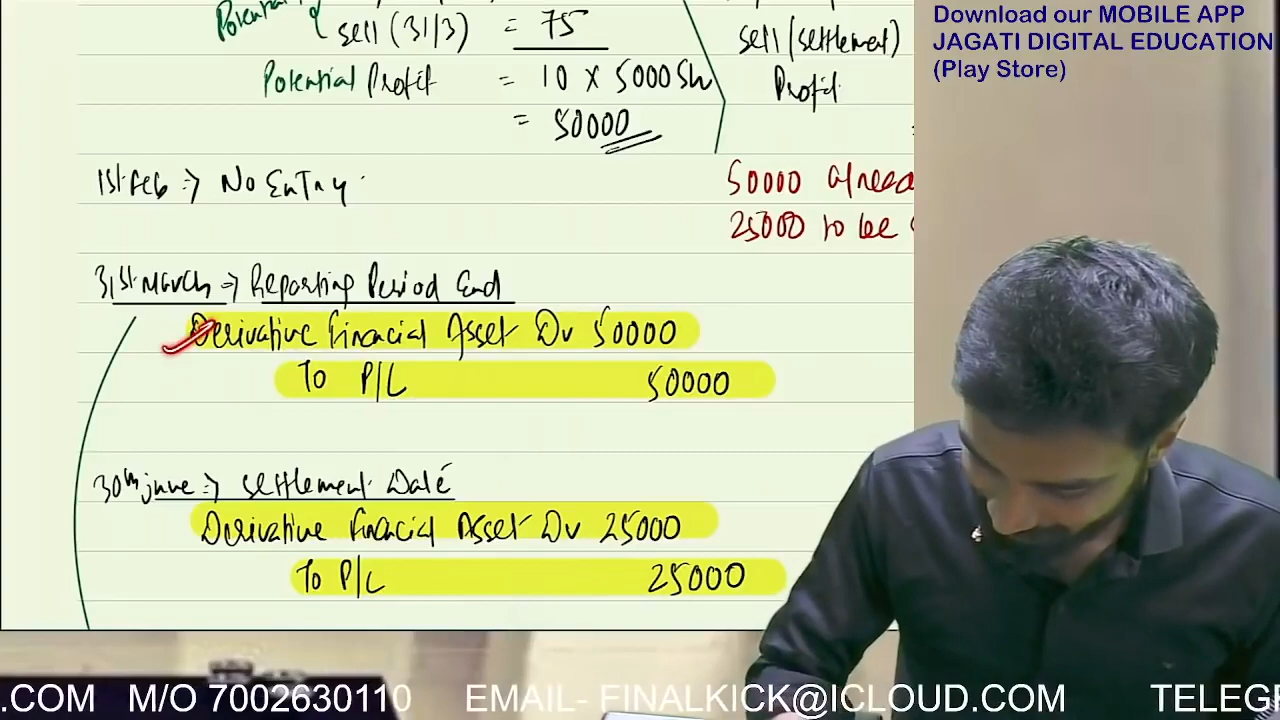 Potential
sell (31/3) = 75
Potential Profit = 10 X 5000 Sh
= 50000
sell (settlement)
Profit
1st Feb => No Entry
50000 alrea
25000 to be
31st March => Reporting Period End
Derivative Financial Asset Dr 50000
To P/L 50000
30th june => settlement Date
Derivative Financial Asset Dr 25000
To P/L 25000
Download our MOBILE APP
JAGATI DIGITAL EDUCATION
(Play Store)
.COM M/O 7002630110 EMAIL- FINALKICK@ICLOUD.COM TELEG